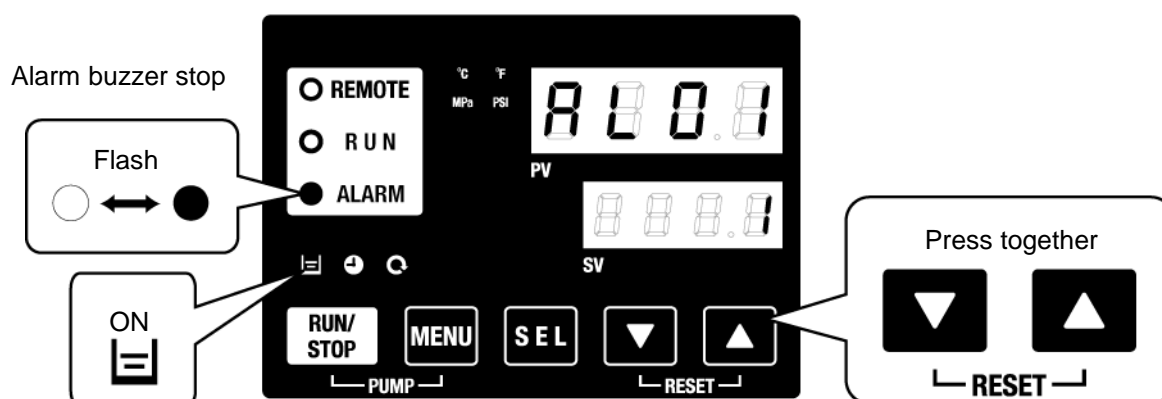 Alarm buzzer stop
Flash
REMOTE
RUN
ALARM
°C °F
MPa PSI
AL01
PV
1
SV
ON
RUN/
STOP
MENU
SEL
PUMP
RESET
Press together
RESET